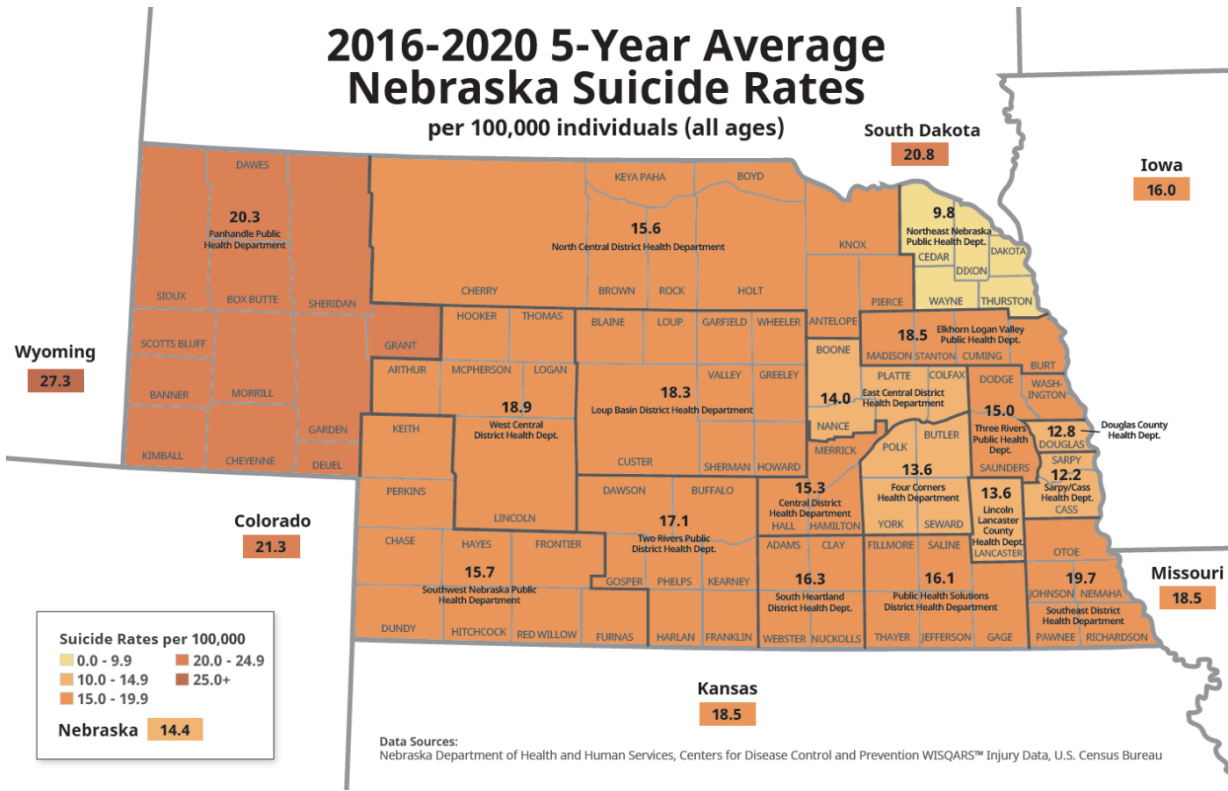 2016-2020 5-Year Average
Nebraska Suicide Rates
per 100,000 individuals (all ages)
South Dakota
20.8
Iowa
16.0
Wyoming
27.3
Colorado
21.3
Kansas
18.5
Missouri
18.5
DAWES
20.3
Panhandle Public
Health Department
SIOUX
BOX BUTTE
SHERIDAN
SCOTTS BLUFF
GRANT
BANNER
MORRILL
GARDEN
KIMBALL
CHEYENNE
DEUEL
KEYA PAHA
BOYD
15.6
North Central District Health Department
KNOX
CHERRY
BROWN
ROCK
HOLT
PIERCE
ANTELOPE
9.8
Northeast Nebraska
Public Health Dept.
CEDAR
DAKOTA
DIXON
WAYNE
THURSTON
18.5
Elkhorn Logan Valley
Public Health Dept.
MADISON
STANTON
CUMING
BURT
HOOKER
THOMAS
ARTHUR
MCPHERSON
LOGAN
18.9
West Central
District Health Dept.
LINCOLN
KEITH
BLAINE
LOUP
GARFIELD
WHEELER
VALLEY
GREELEY
18.3
Loup Basin District Health Department
CUSTER
SHERMAN
HOWARD
BOONE
PLATTE
COLFAX
14.0
East Central District
Health Department
NANCE
DODGE
WASH-
INGTON
15.0
Three Rivers
Public Health
Dept.
SAUNDERS
12.8
DOUGLAS
Douglas County
Health Dept.
SARPY
12.2
Sarpy/Cass
Health Dept.
CASS
MERRICK
15.3
Central District
Health Department
HALL
HAMILTON
POLK
BUTLER
13.6
Four Corners
Health Department
YORK
SEWARD
13.6
Lincoln
Lancaster
County
Health Dept.
LANCASTER
PERKINS
CHASE
HAYES
FRONTIER
15.7
Southwest Nebraska Public
Health Department
DUNDY
HITCHCOCK
RED WILLOW
FURNAS
DAWSON
BUFFALO
17.1
Two Rivers Public
District Health Dept.
GOSPER
PHELPS
KEARNEY
HARLAN
FRANKLIN
ADAMS
CLAY
16.3
South Heartland
District Health Dept.
WEBSTER
NUCKOLLS
FILLMORE
SALINE
16.1
Public Health Solutions
District Health Department
THAYER
JEFFERSON
GAGE
OTOE
19.7
JOHNSON
NEMAHA
Southeast District
Health Department
PAWNEE
RICHARDSON
Suicide Rates per 100,000
0.0 - 9.9
10.0 - 14.9
15.0 - 19.9
20.0 - 24.9
25.0+
Nebraska 14.4
Data Sources:
Nebraska Department of Health and Human Services, Centers for Disease Control and Prevention WISQARS™ Injury Data, U.S. Census Bureau